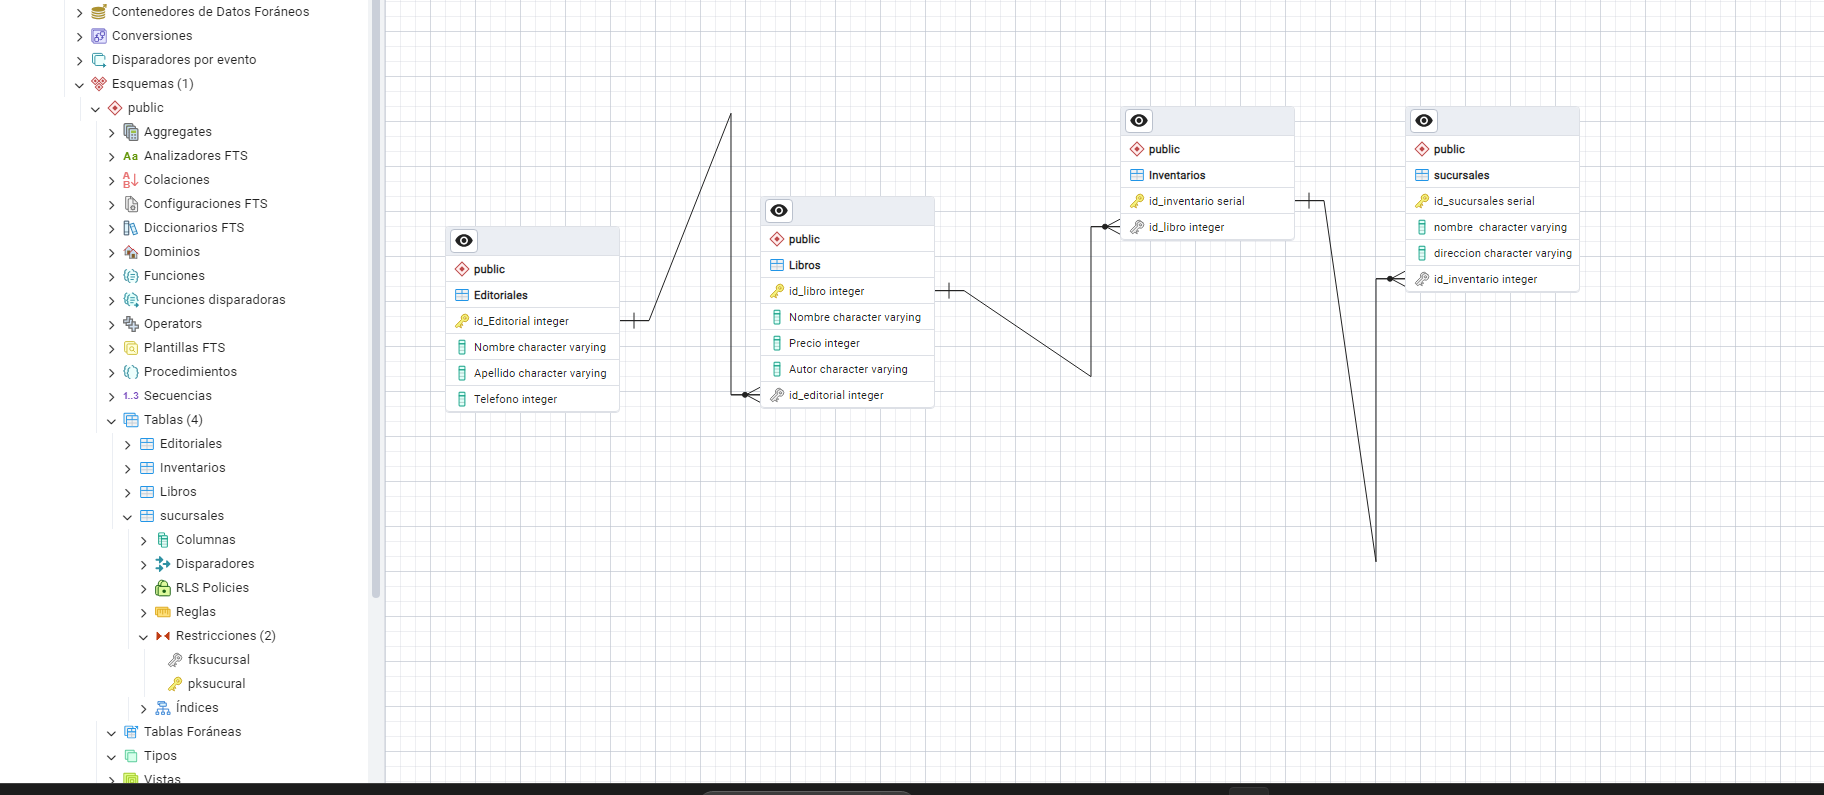 Contenedores de Datos Foráneos
Conversiones
Disparadores por evento
Esquemas (1)
public
Aggregates
Aa Analizadores FTS
Colaciones
Configuraciones FTS
Diccionarios FTS
Dominios
Funciones
Funciones disparadoras
Operators
Plantillas FTS
Procedimientos
1..3 Secuencias
Tablas (4)
Editoriales
Inventarios
Libros
sucursales
Columnas
Disparadores
RLS Policies
Reglas
Restricciones (2)
fksucursal
pksucural
Índices
Tablas Foráneas
Tipos
Vistas
public
Editoriales
id_Editorial integer
Nombre character varying
Apellido character varying
Telefono integer
public
Libros
id_libro integer
Nombre character varying
Precio integer
Autor character varying
id_editorial integer
public
Inventarios
id_inventario serial
id_libro integer
public
sucursales
id_sucursales serial
nombre  character varying
direccion character varying
id_inventario integer